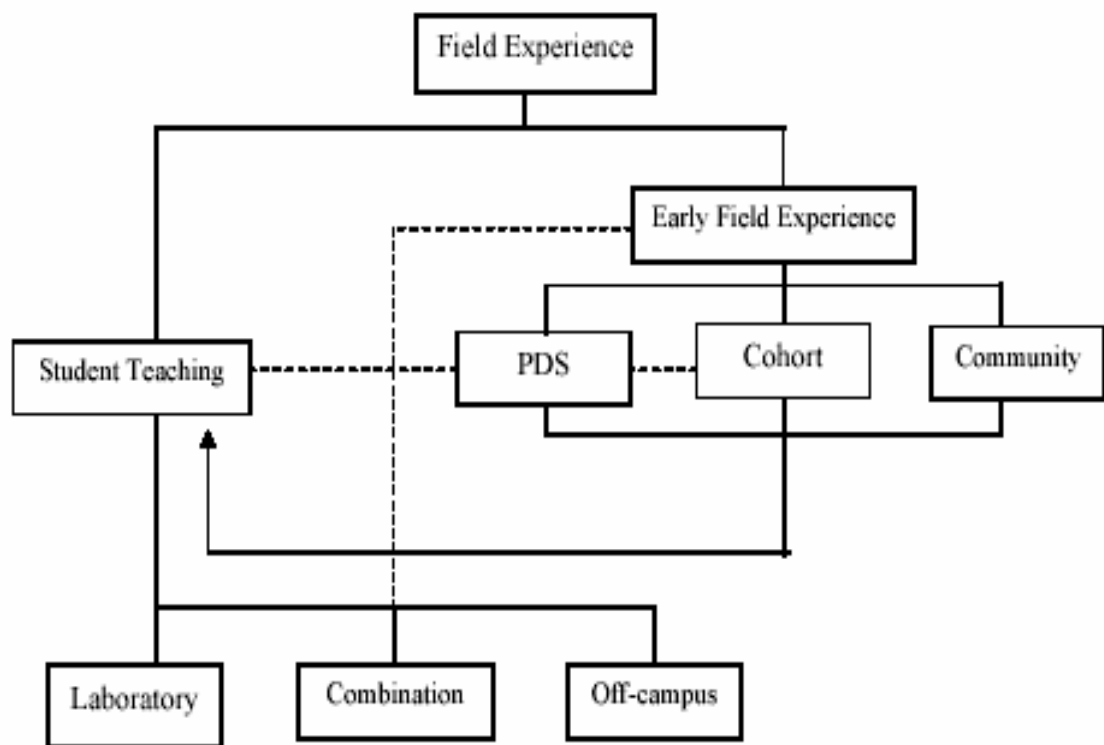 Field Experience
Early Field Experience
Student Teaching
PDS
Cohort
Community
Laboratory
Combination
Off-campus